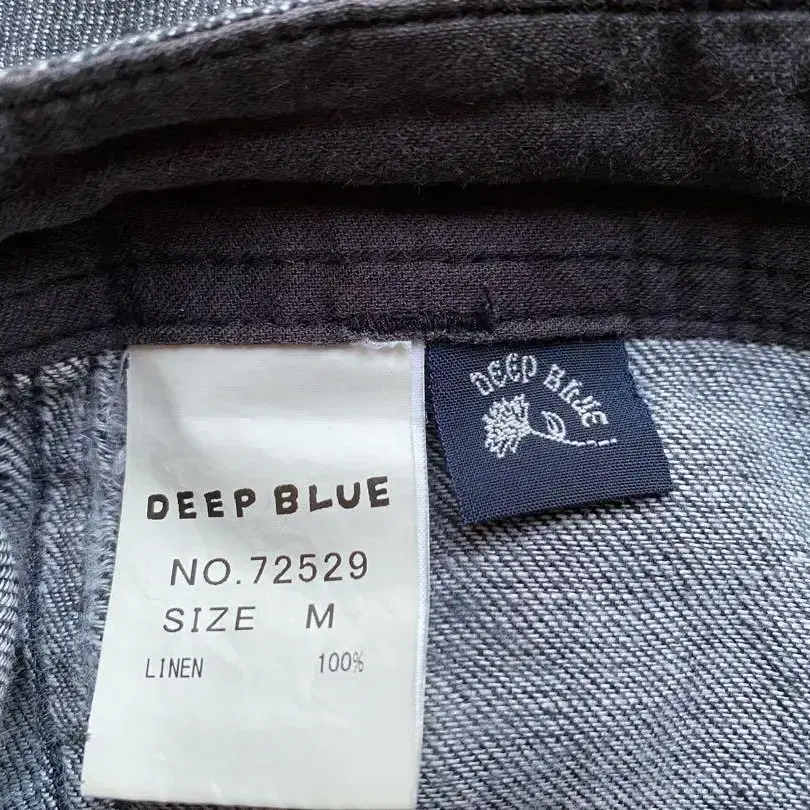 DEEP BLUE
NO.72529
SIZE M
LINEN 100%
DEEP BLUE